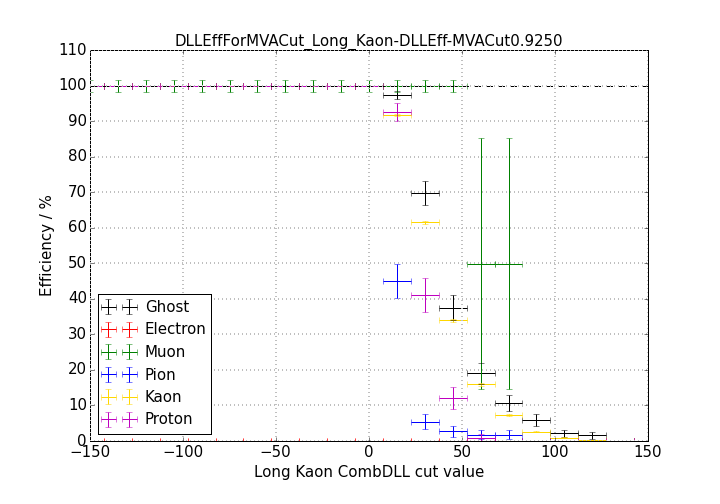 DLLEffForMVACut_Long_Kaon-DLLEff-MVACut0.9250
110
100
90
80
70
60
50
40
30
20
10
0
Efficiency / %
Ghost
Electron
Muon
Pion
Kaon
Proton
−150
−100
−50
0
50
100
150
Long Kaon CombDLL cut value